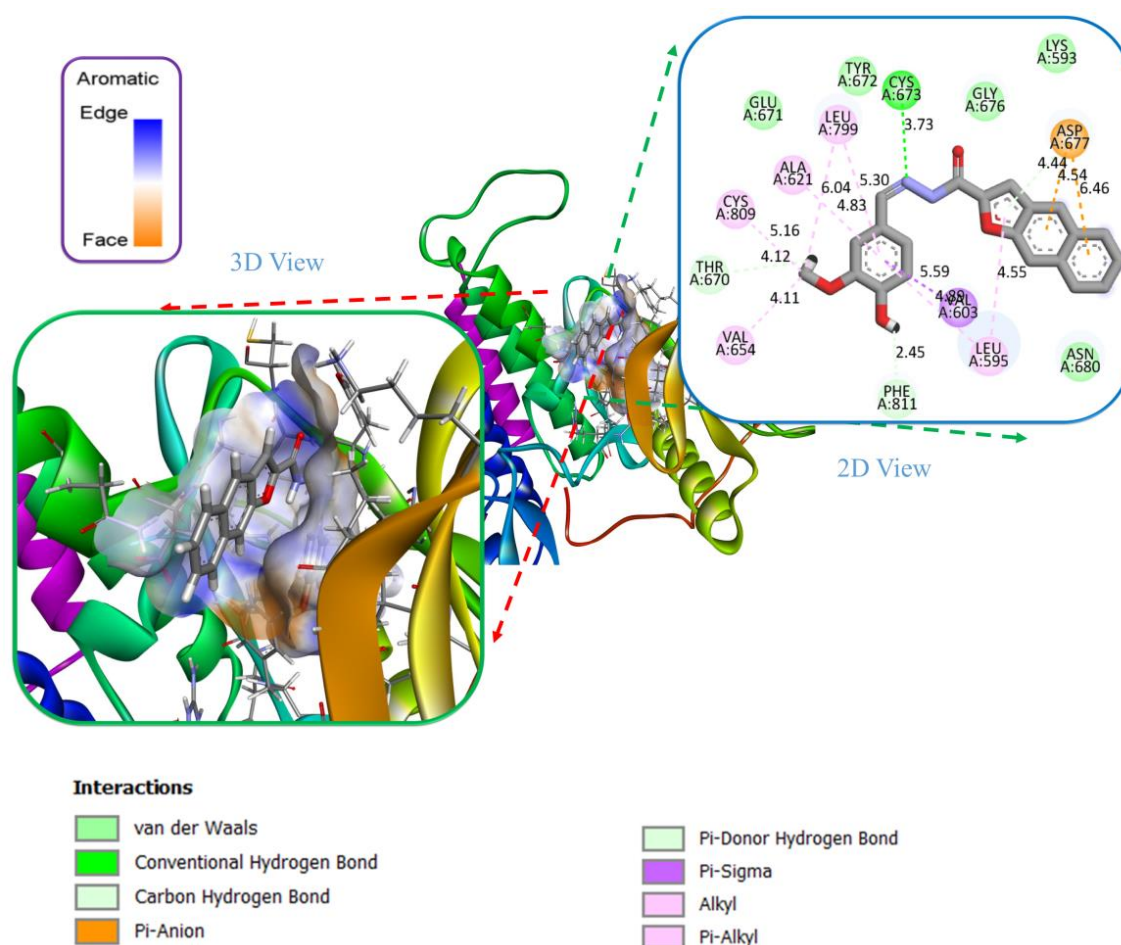 Aromatic
Edge
Face
3D View
2D View
LYS
A:593
TYR
A:672
CYS
A:673
GLY
A:676
GLU
A:671
LEU
A:799
ASP
A:677
ALA
A:621
CYS
A:809
THR
A:670
VAL
A:654
VAL
A:603
LEU
A:595
ASN
A:680
PHE
A:811
3.73
4.44
4.54
6.46
5.30
6.04
4.83
5.16
4.12
4.11
5.59
4.89
4.55
2.45
Interactions
van der Waals
Conventional Hydrogen Bond
Carbon Hydrogen Bond
Pi-Anion
Pi-Donor Hydrogen Bond
Pi-Sigma
Alkyl
Pi-Alkyl